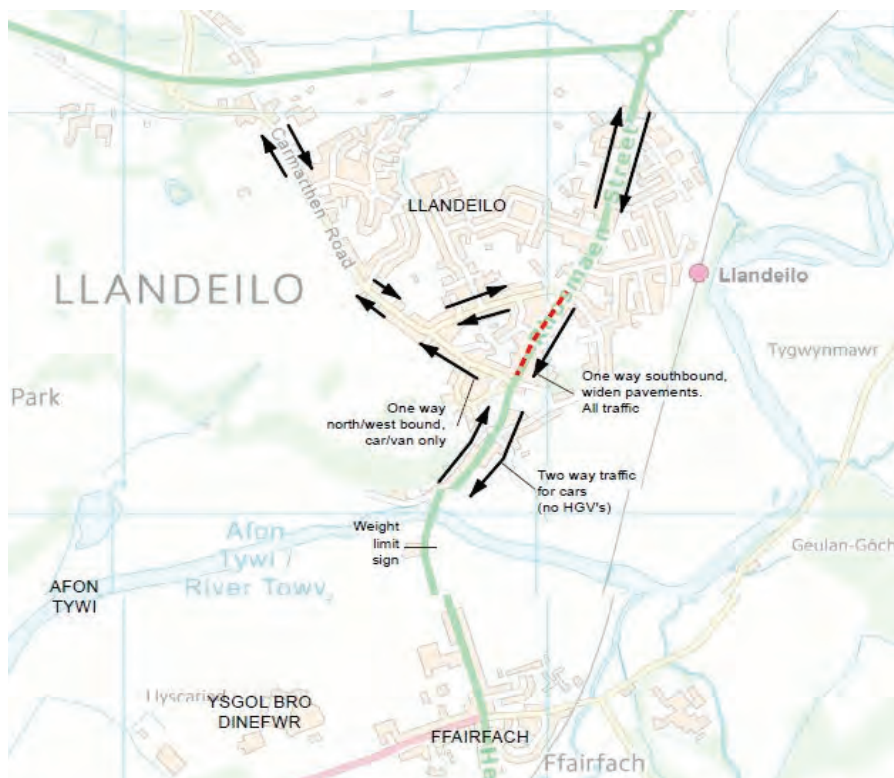 Carmarthen Road
LLANDEILO
LLANDEILO
Street
Llandeilo
Tygwynmawr
Park
One way southbound,
widen pavements.
All traffic
One way
north/west bound,
car/van only
Two way traffic
for cars
(no HGV's)
Weight
limit
sign
Afon
Tywi
River Towy
Geulan-Göch
AFON
TYWI
YSGOL BRO
DINEFWR
FFAIRFACH
Ffairfach
He